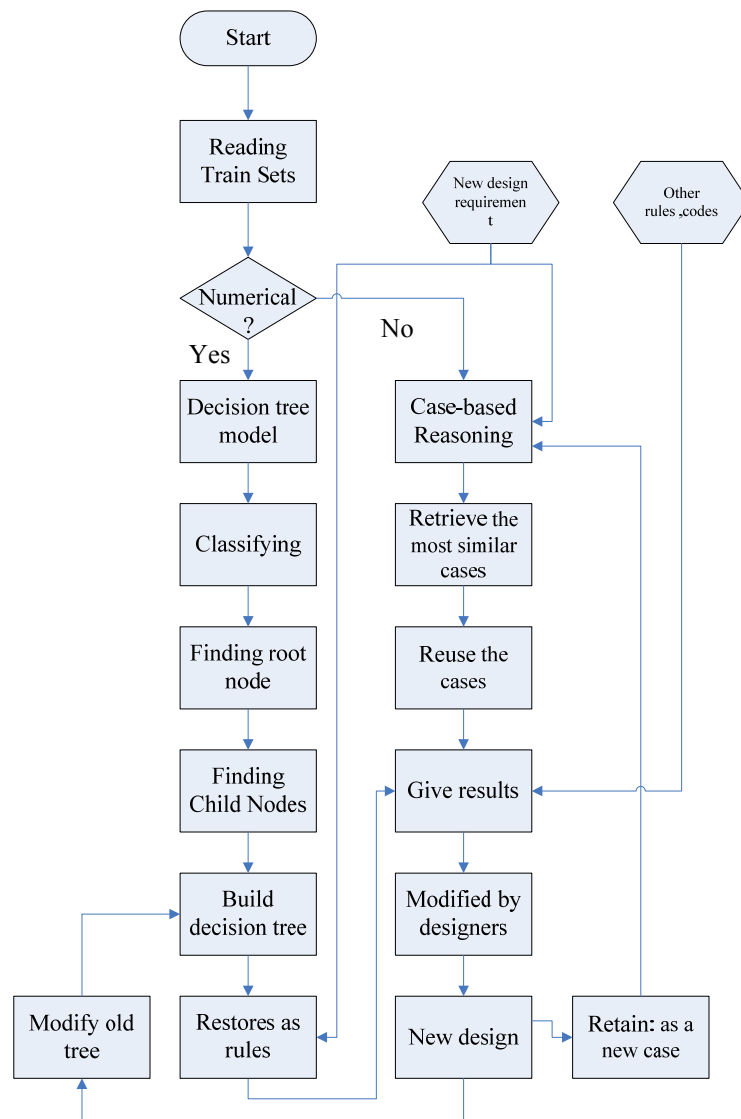 Start
Reading
Train Sets
New design
requiremen
t
Other
rules ,codes
Numerical
?
Yes
No
Decision tree
model
Case-based
Reasoning
Classifying
Retrieve the
most similar
cases
Finding root
node
Reuse the
cases
Finding
Child Nodes
Give results
Build
decision tree
Modified by
designers
Modify old
tree
Restores as
rules
New design
Retain: as a
new case